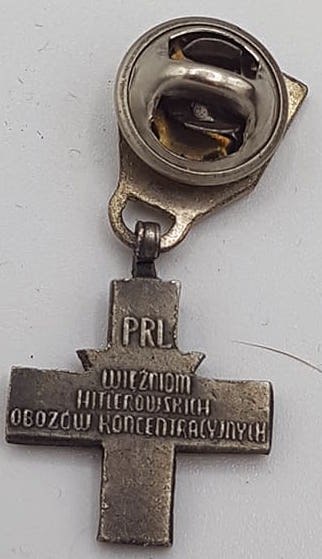 PRL
WIĘŹNIOM
HITLEROWSKICH
OBOZÓW KONCENTRACYJNYCH